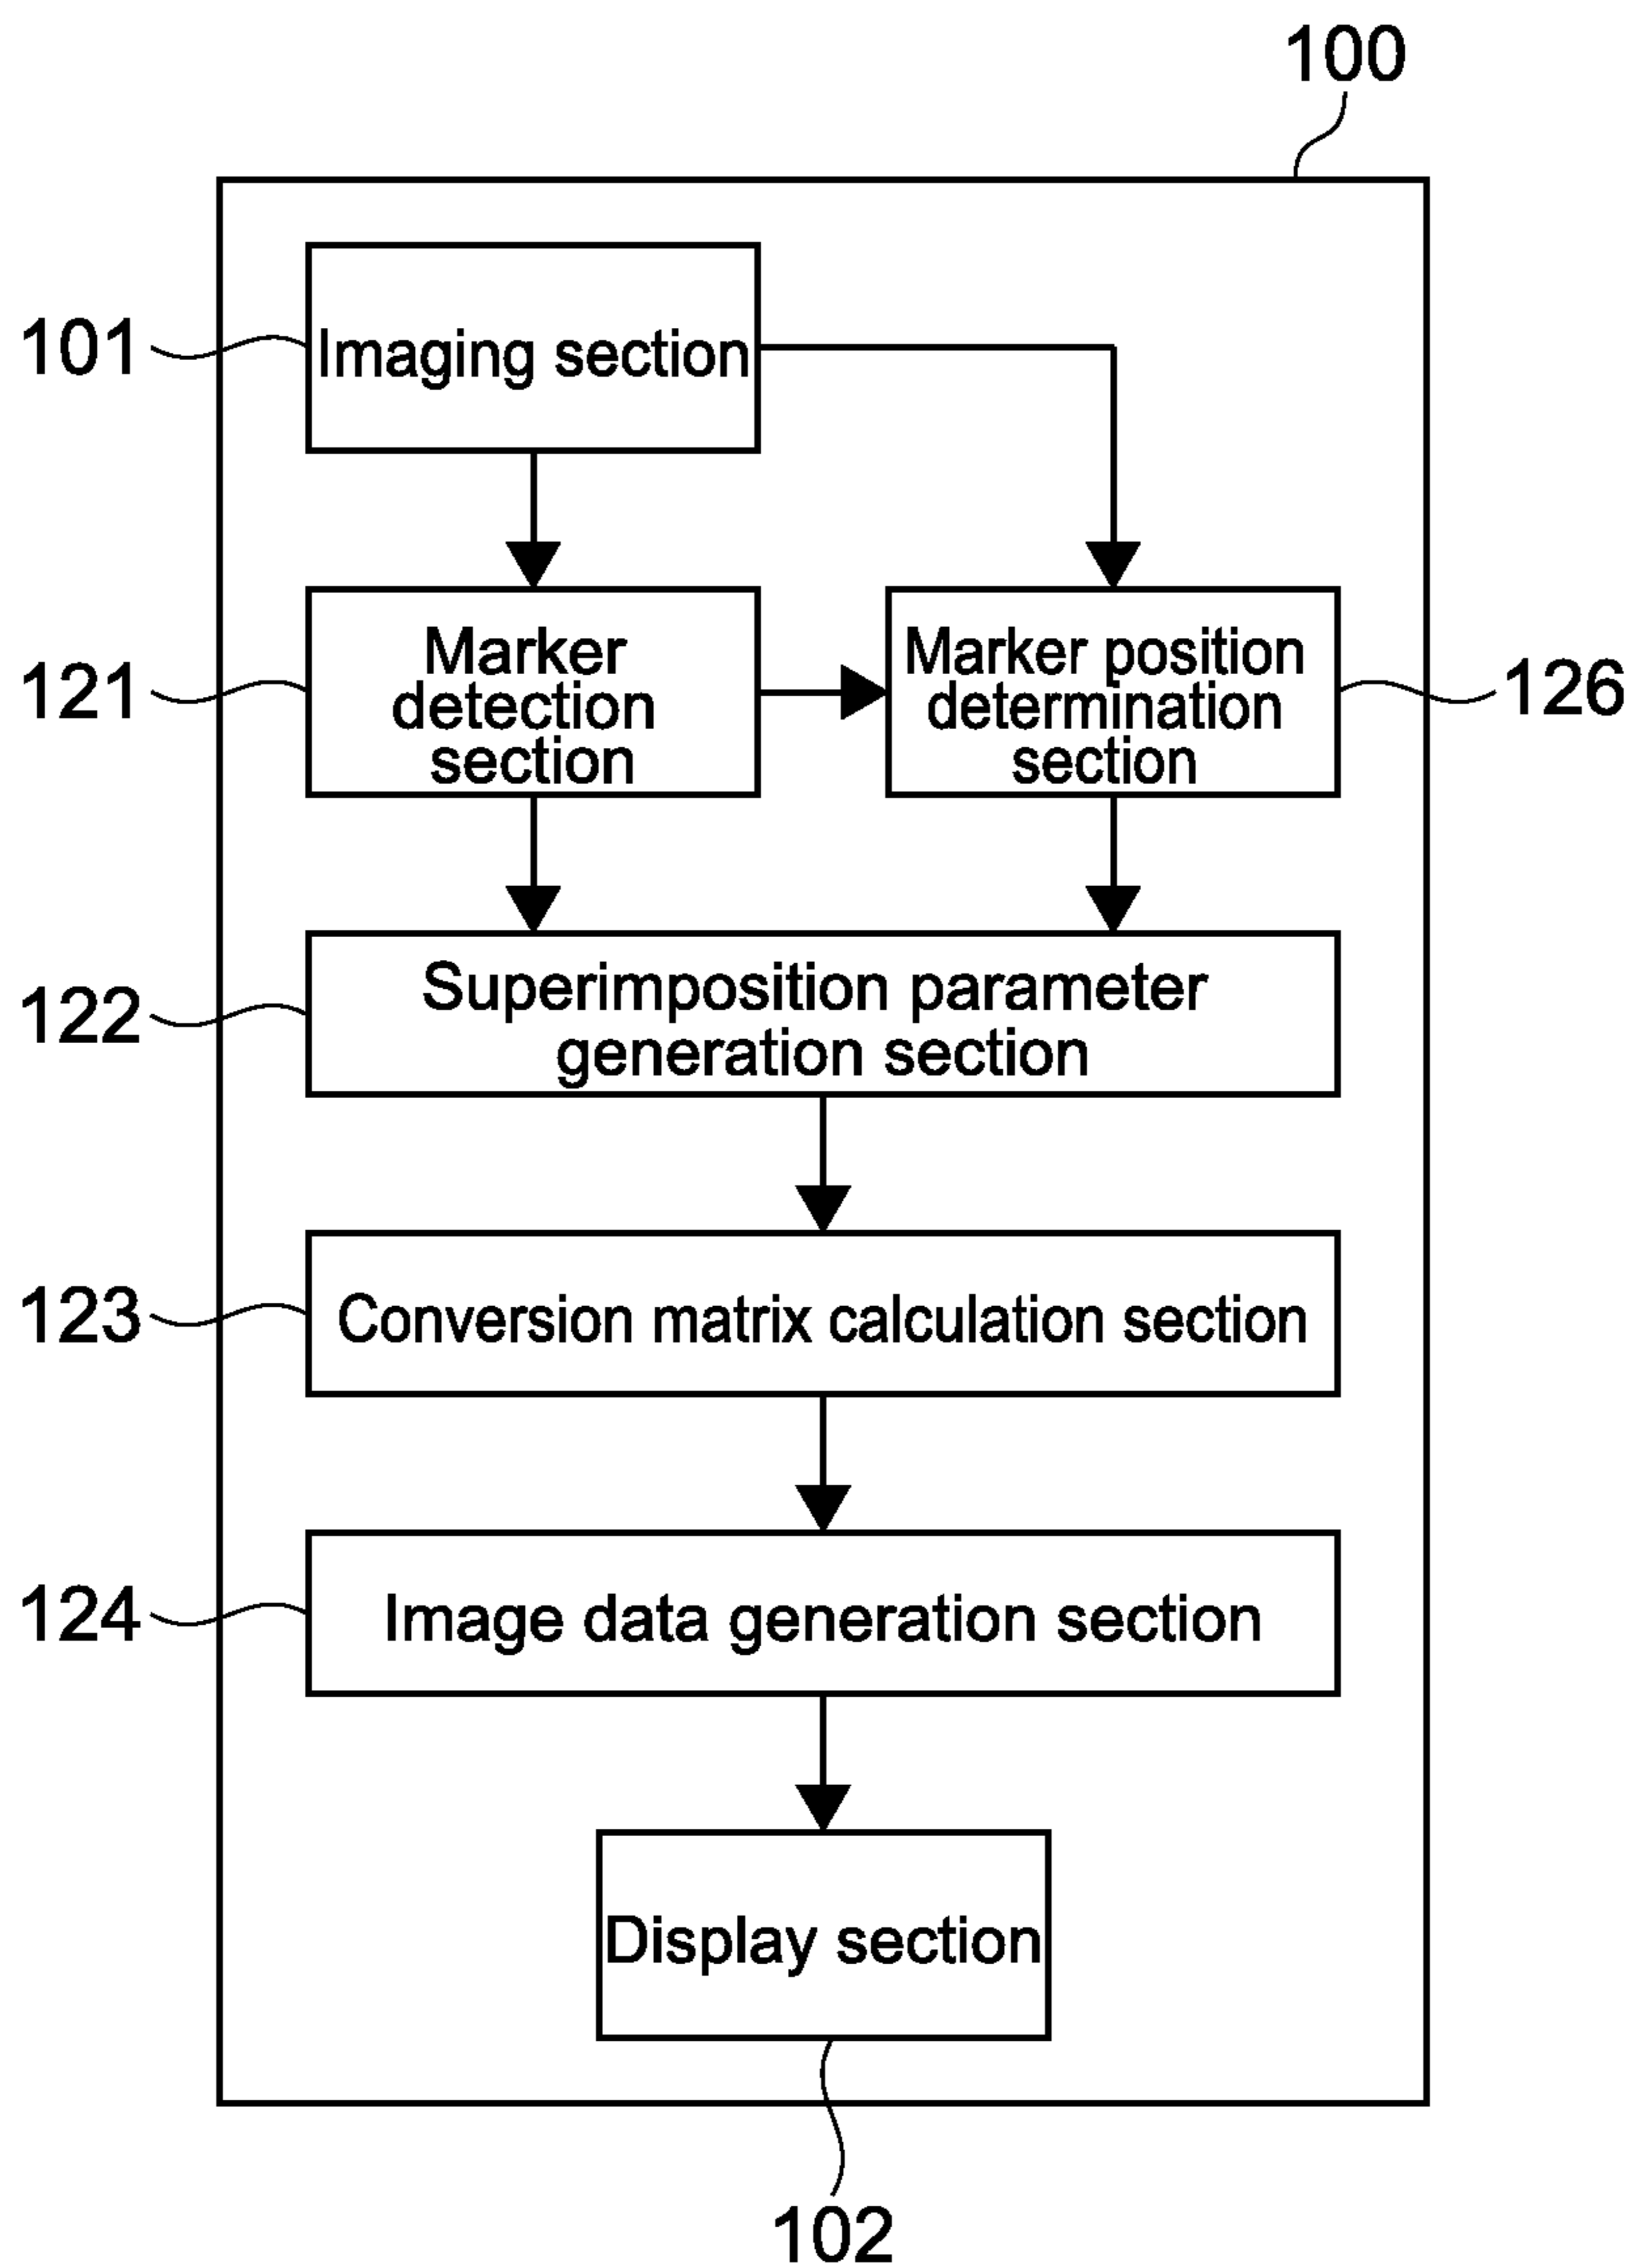 100
101
Imaging section
121
Marker
detection
section
Marker position
determination
section
126
122
Superimposition parameter
generation section
123
Conversion matrix calculation section
124
Image data generation section
Display section
102